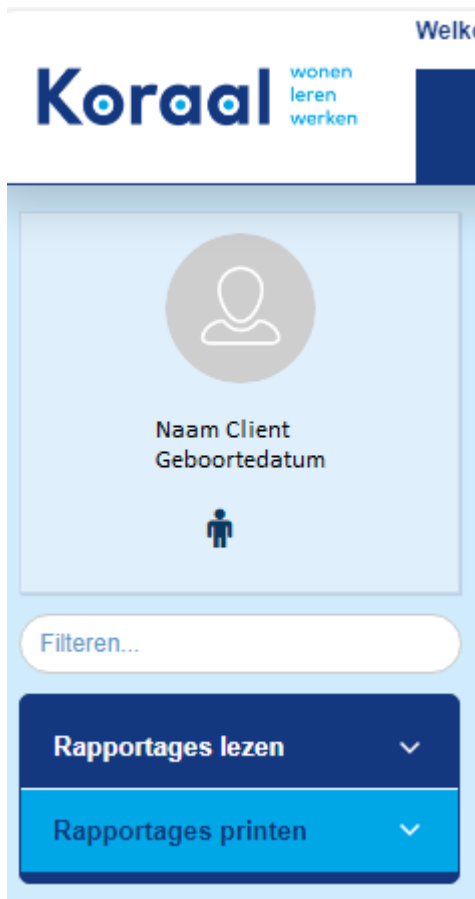 Welk
Koraal
wonen
leren
werken
Naam Client
Geboortedatum
Filteren...
Rapportages lezen
Rapportages printen